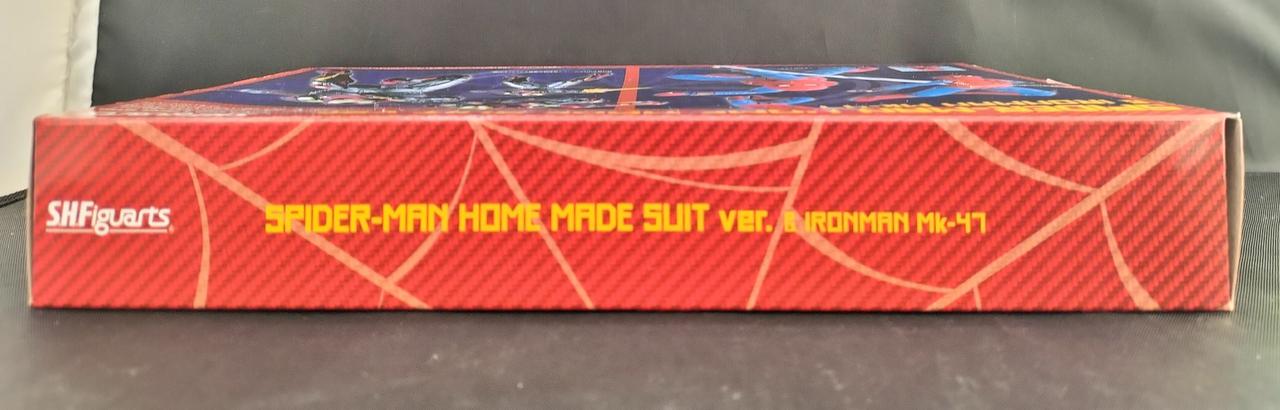 S.H.Figuarts
SPIDER-MAN HOME MADE SUIT ver. & IRONMAN Mk-47